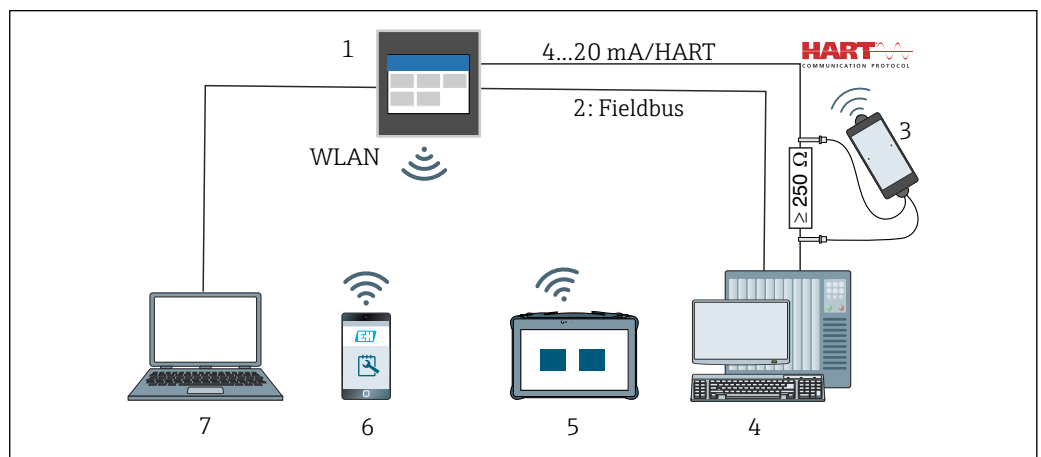 1
4...20 mA/HART
HART
COMMUNICATION PROTOCOL
2: Fieldbus
3
WLAN
≥ 250 Ω
EH
7
6
5
4